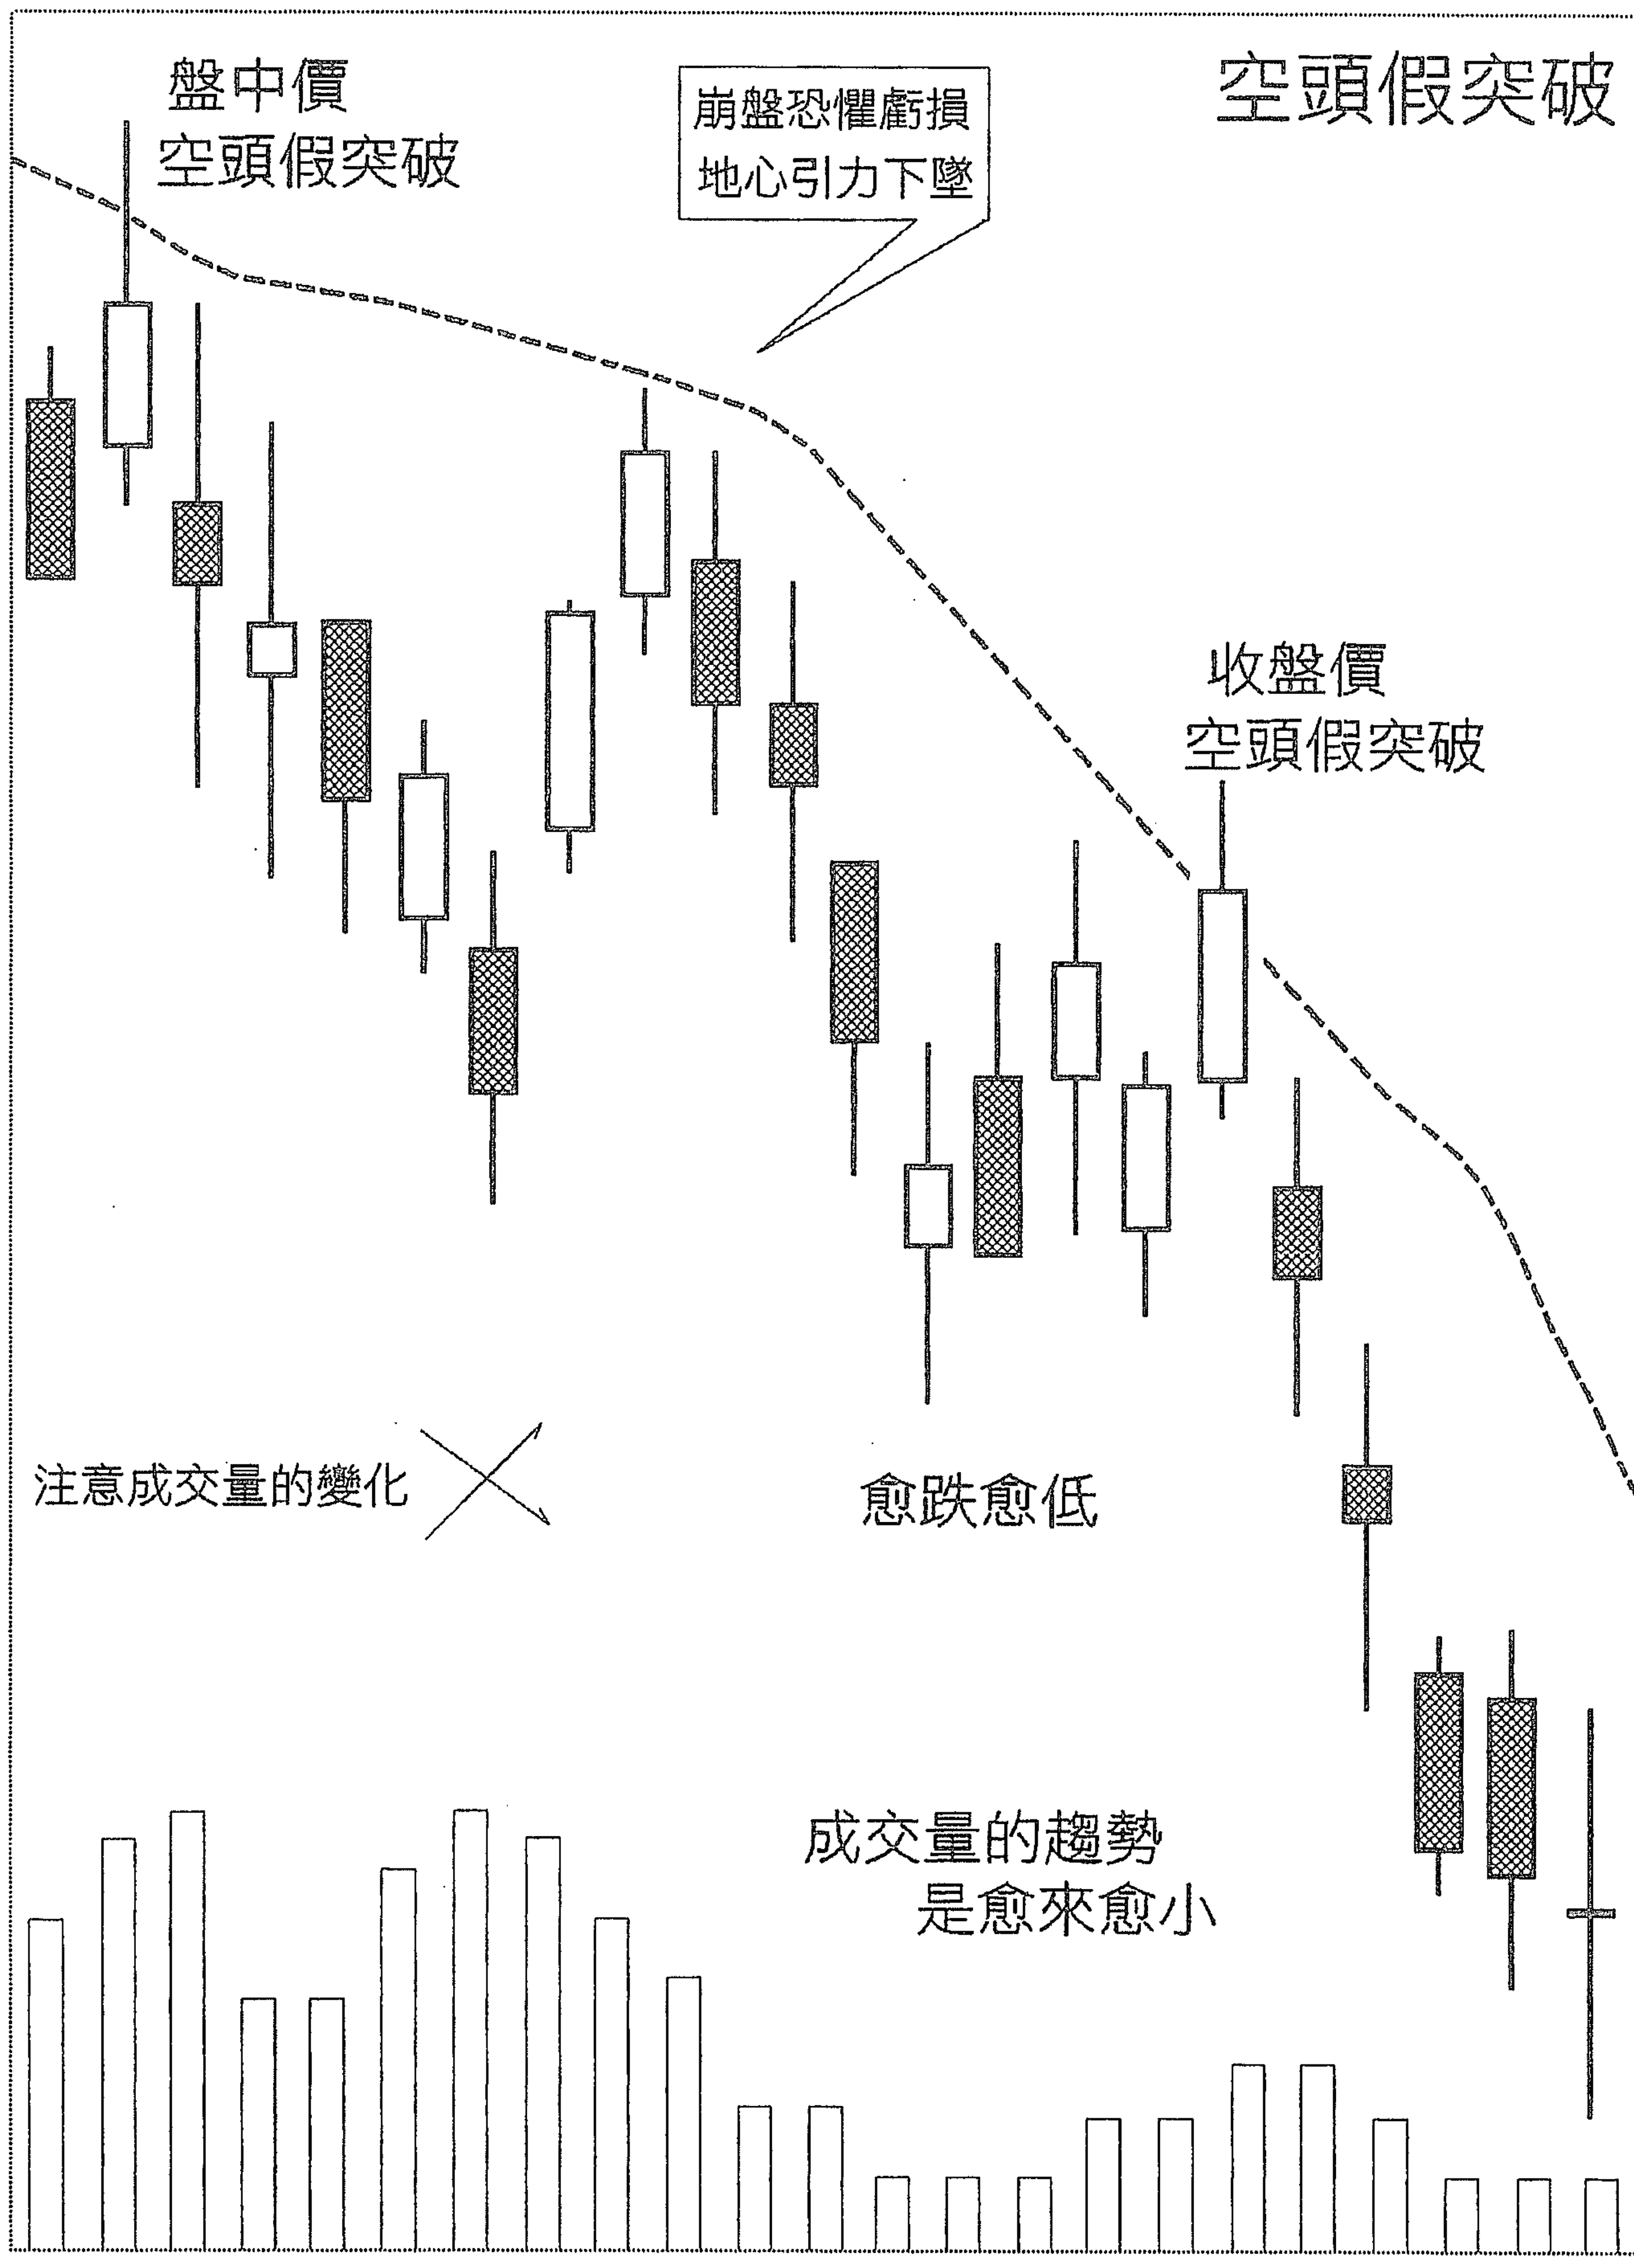 空頭假突破
盤中價
空頭假突破
崩盤恐懼虧損
地心引力下墜
收盤價
空頭假突破
注意成交量的變化
愈跌愈低
成交量的趨勢
是愈來愈小